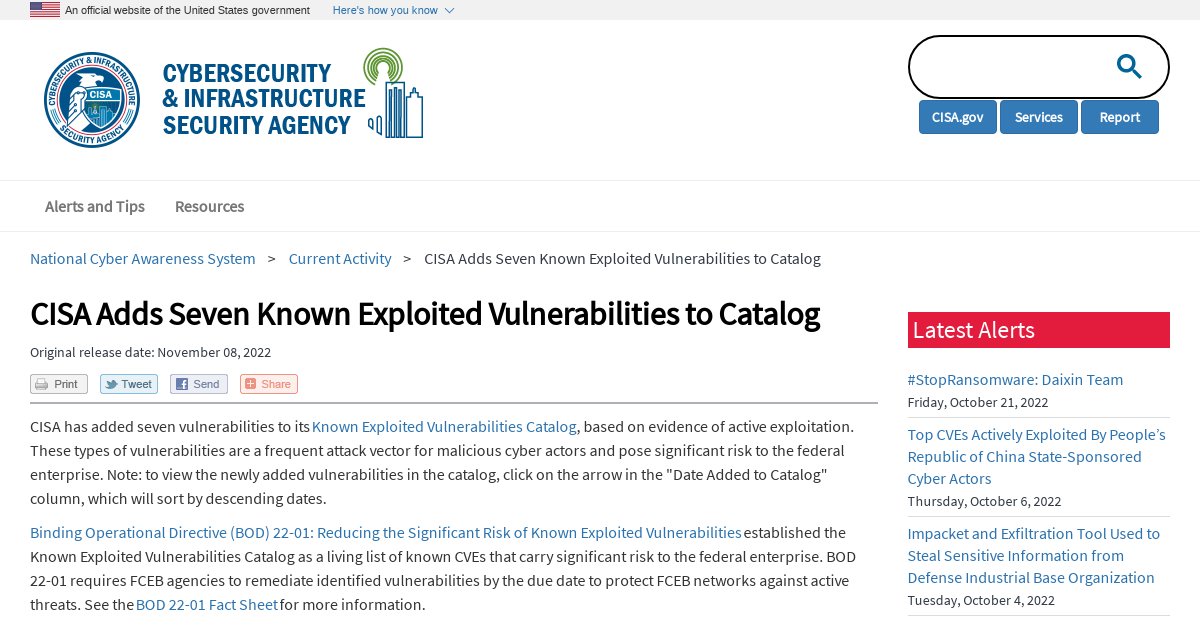 An official website of the United States government Here's how you know
CYBERSECURITY & INFRASTRUCTURE
CISA
SECURITY AGENCY
CYBERSECURITY
& INFRASTRUCTURE
SECURITY AGENCY
CISA.gov Services Report
Alerts and Tips Resources
National Cyber Awareness System > Current Activity > CISA Adds Seven Known Exploited Vulnerabilities to Catalog
CISA Adds Seven Known Exploited Vulnerabilities to Catalog
Original release date: November 08, 2022
Print Tweet Send Share
CISA has added seven vulnerabilities to its Known Exploited Vulnerabilities Catalog, based on evidence of active exploitation.
These types of vulnerabilities are a frequent attack vector for malicious cyber actors and pose significant risk to the federal
enterprise. Note: to view the newly added vulnerabilities in the catalog, click on the arrow in the "Date Added to Catalog"
column, which will sort by descending dates.
Binding Operational Directive (BOD) 22-01: Reducing the Significant Risk of Known Exploited Vulnerabilities established the
Known Exploited Vulnerabilities Catalog as a living list of known CVEs that carry significant risk to the federal enterprise. BOD
22-01 requires FCEB agencies to remediate identified vulnerabilities by the due date to protect FCEB networks against active
threats. See the BOD 22-01 Fact Sheet for more information.
Latest Alerts
#StopRansomware: Daixin Team
Friday, October 21, 2022
Top CVEs Actively Exploited By People’s
Republic of China State-Sponsored
Cyber Actors
Thursday, October 6, 2022
Impacket and Exfiltration Tool Used to
Steal Sensitive Information from
Defense Industrial Base Organization
Tuesday, October 4, 2022